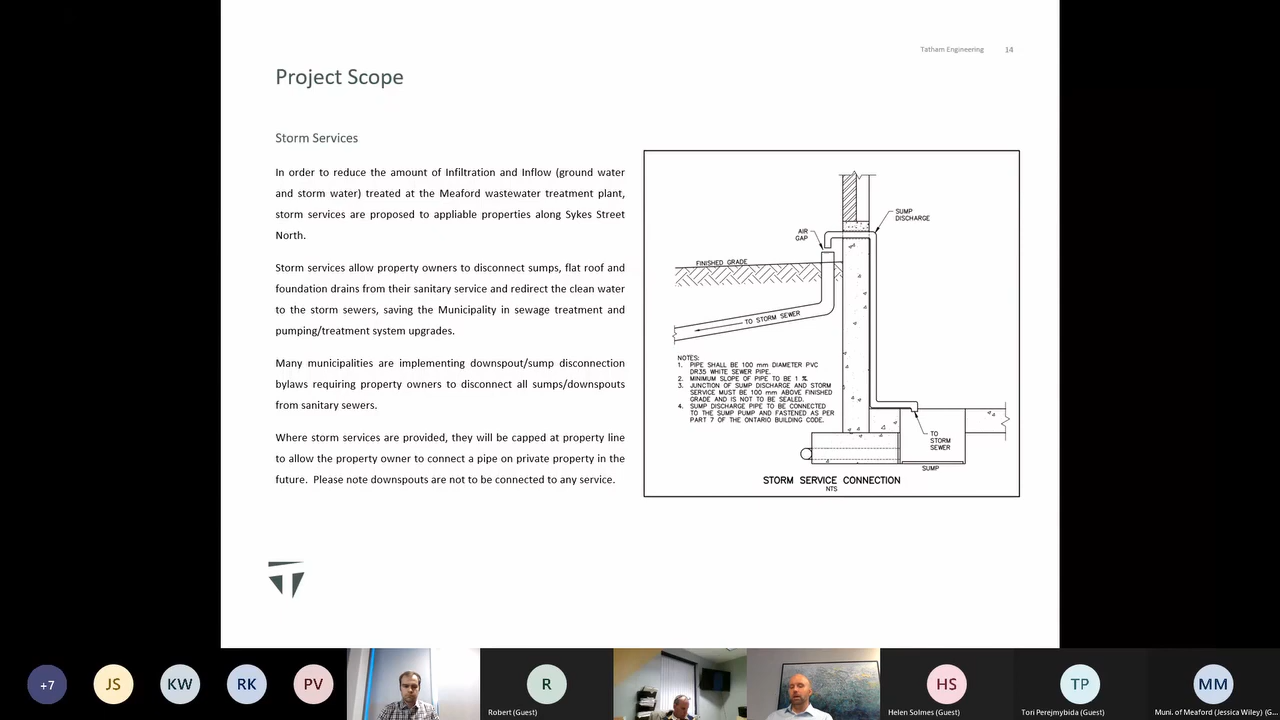 Tatham Engineering 14
Project Scope
Storm Services
In order to reduce the amount of Infiltration and Inflow (ground water
and storm water) treated at the Meaford wastewater treatment plant,
storm services are proposed to appliable properties along Sykes Street
North.
Storm services allow property owners to disconnect sumps, flat roof and
foundation drains from their sanitary service and redirect the clean water
to the storm sewers, saving the Municipality in sewage treatment and
pumping/treatment system upgrades.
Many municipalities are implementing downspout/sump disconnection
bylaws requiring property owners to disconnect all sumps/downspouts
from sanitary sewers.
Where storm services are provided, they will be capped at property line
to allow the property owner to connect a pipe on private property in the
future. Please note downspouts are not to be connected to any service.
SUMP
DISCHARGE
AIR
GAP
FINISHED GRADE
TO STORM SEWER
NOTES:
1. PIPE SHALL BE 100 mm DIAMETER PVC
DR35 WHITE SEWER PIPE.
2. MINIMUM SLOPE OF PIPE TO BE 1 %
3. JUNCTION OF SUMP DISCHARGE AND STORM
SERVICE MUST BE 100 mm ABOVE FINISHED
GRADE AND IS NOT TO BE SEALED.
4. SUMP DISCHARGE PIPE TO BE CONNECTED
TO THE SUMP PUMP AND FASTENED AS PER
PART 7 OF THE ONTARIO BUILDING CODE.
TO
STORM
SEWER
SUMP
STORM SERVICE CONNECTION
NTS
+7
JS
KW
RK
PV
R
Robert (Guest)
HS
Helen Solmes (Guest)
TP
Tori Perejmybida (Guest)
MM
Muni. of Meaford (Jessica Wiley) (G...